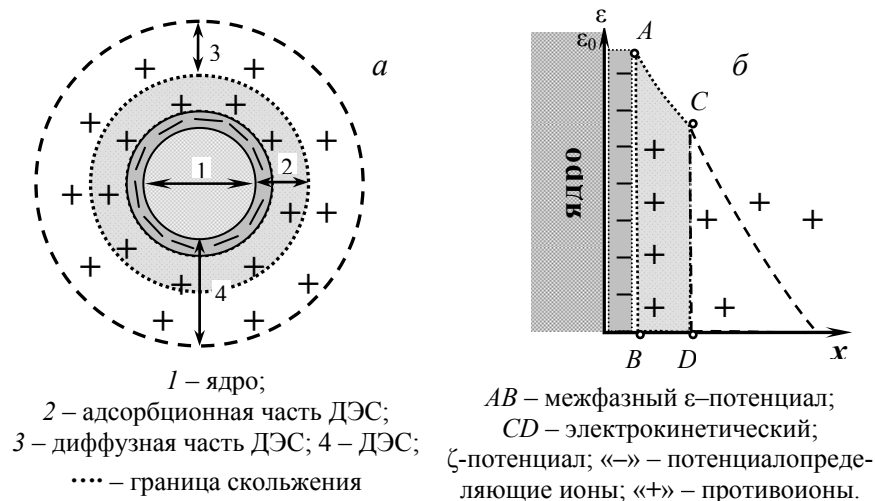 а
3
2
1
4
ε
ε₀
A
б
C
ядро
B
D
x
1 – ядро;
2 – адсорбционная часть ДЭС;
3 – диффузная часть ДЭС; 4 – ДЭС;
•••• – граница скольжения
AB – межфазный ε–потенциал;
CD – электрокинетический;
ζ-потенциал; «–» – потенциалопреде-
ляющие ионы; «+» – противоионы.